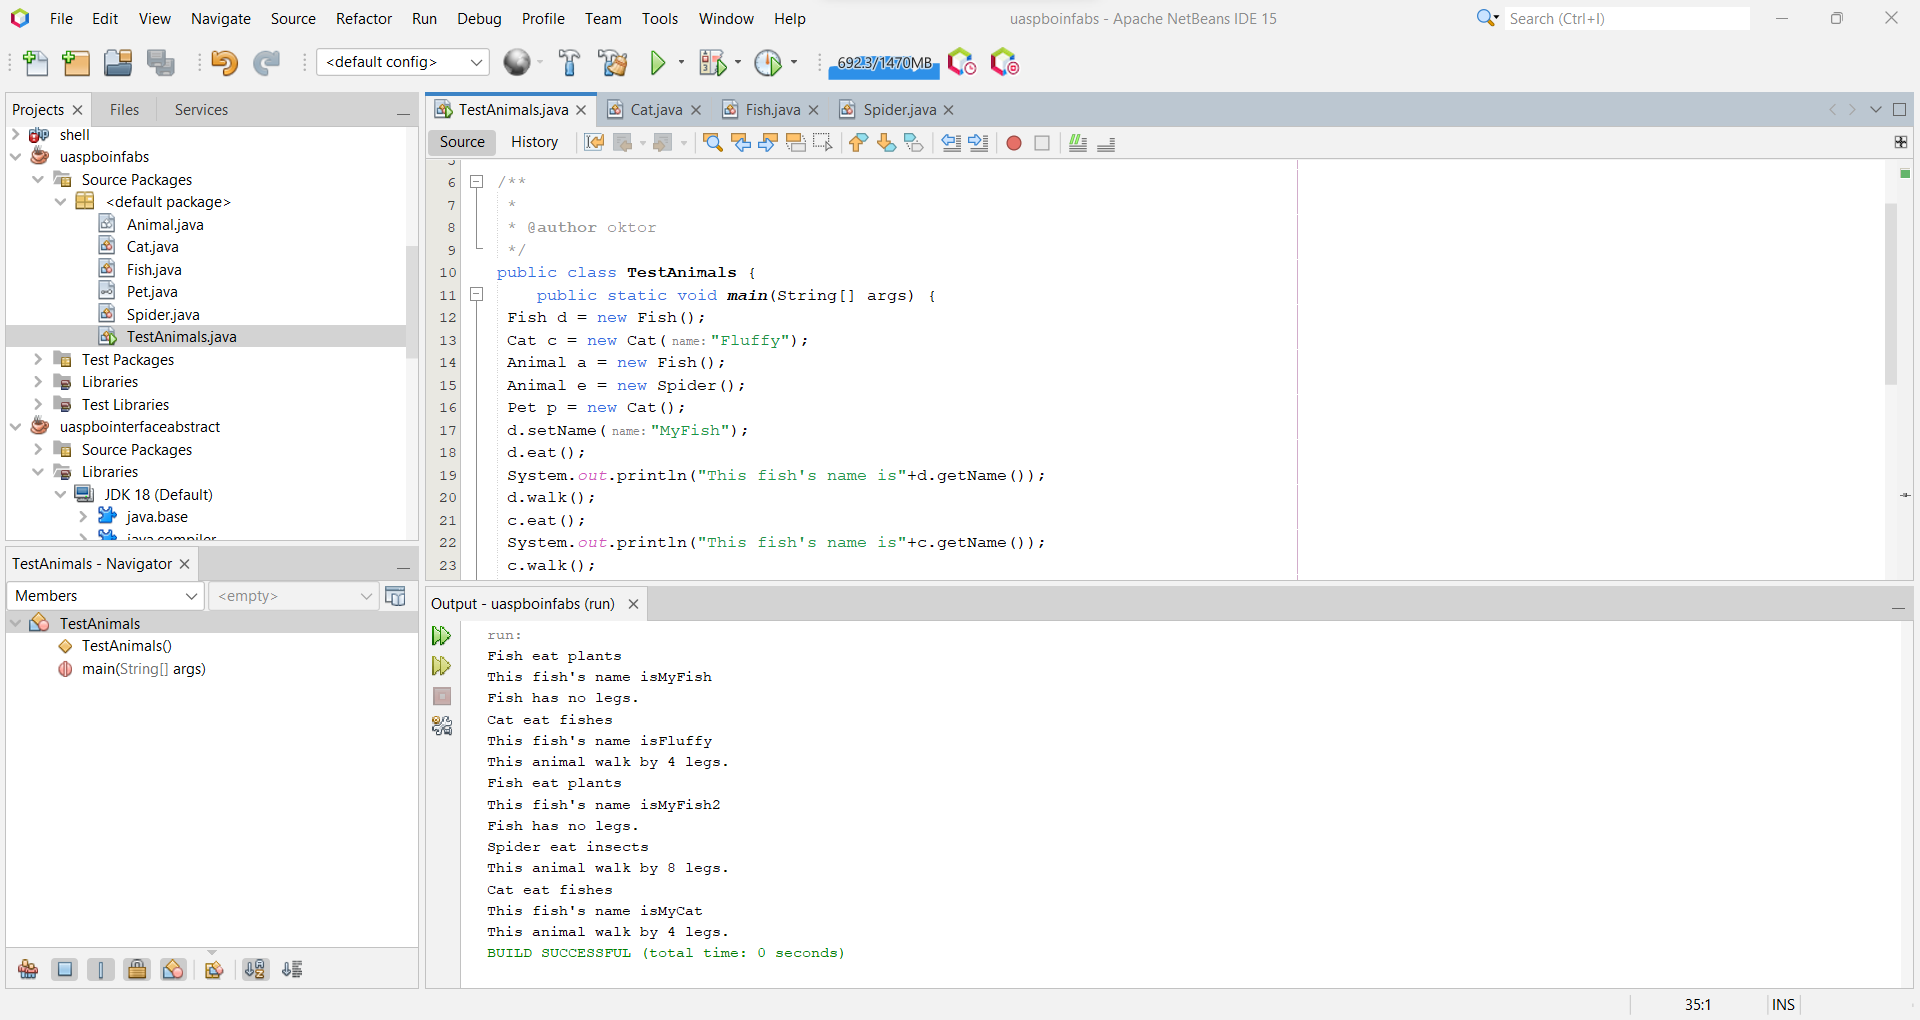 File Edit View Navigate Source Refactor Run Debug Profile Team Tools Window Help
uaspboinfabs - Apache NetBeans IDE 15
Search (Ctrl+I)
<default config>
692.3/1470MB
Projects Files Services
shell
uaspboinfabs
Source Packages
<default package>
Animal.java
Cat.java
Fish.java
Pet.java
Spider.java
TestAnimals.java
Test Packages
Libraries
Test Libraries
uaspbointerfaceabstract
Source Packages
Libraries
JDK 18 (Default)
java.base
java.compiler
TestAnimals - Navigator
Members <empty>
TestAnimals
TestAnimals()
main(String[] args)
TestAnimals.java Cat.java Fish.java Spider.java
Source History
5
6 /**
7 *
8 * @author oktor
9 */
10 public class TestAnimals {
11 public static void main(String[] args) {
12 Fish d = new Fish();
13 Cat c = new Cat( name: "Fluffy");
14 Animal a = new Fish();
15 Animal e = new Spider();
16 Pet p = new Cat();
17 d.setName( name: "MyFish");
18 d.eat();
19 System.out.println("This fish's name is"+d.getName());
20 d.walk();
21 c.eat();
22 System.out.println("This fish's name is"+c.getName());
23 c.walk();
Output - uaspboinfabs (run)
run:
Fish eat plants
This fish's name isMyFish
Fish has no legs.
Cat eat fishes
This fish's name isFluffy
This animal walk by 4 legs.
Fish eat plants
This fish's name isMyFish2
Fish has no legs.
Spider eat insects
This animal walk by 8 legs.
Cat eat fishes
This fish's name isMyCat
This animal walk by 4 legs.
BUILD SUCCESSFUL (total time: 0 seconds)
35:1 INS